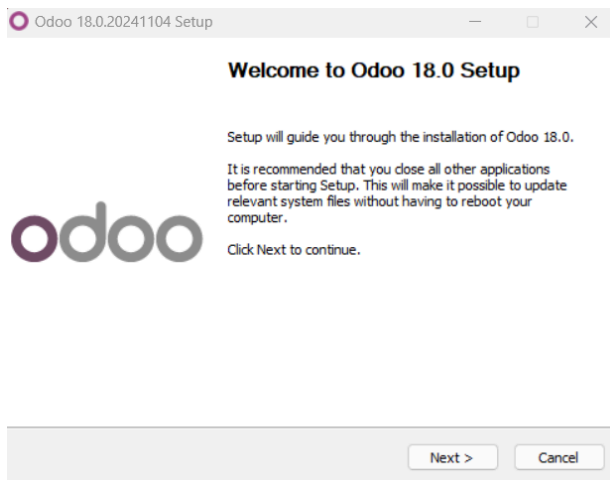 Odoo 18.0.20241104 Setup
Welcome to Odoo 18.0 Setup
Setup will guide you through the installation of Odoo 18.0.
It is recommended that you close all other applications
before starting Setup. This will make it possible to update
relevant system files without having to reboot your
computer.
odoo
Click Next to continue.
Next >
Cancel